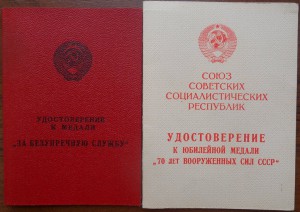 УДОСТОВЕРЕНИЕ
К МЕДАЛИ
„ЗА БЕЗУПРЕЧНУЮ СЛУЖБУ“
СОЮЗ
СОВЕТСКИХ
СОЦИАЛИСТИЧЕСКИХ
РЕСПУБЛИК
УДОСТОВЕРЕНИЕ
К ЮБИЛЕЙНОЙ МЕДАЛИ
„70 ЛЕТ ВООРУЖЕННЫХ СИЛ СССР“